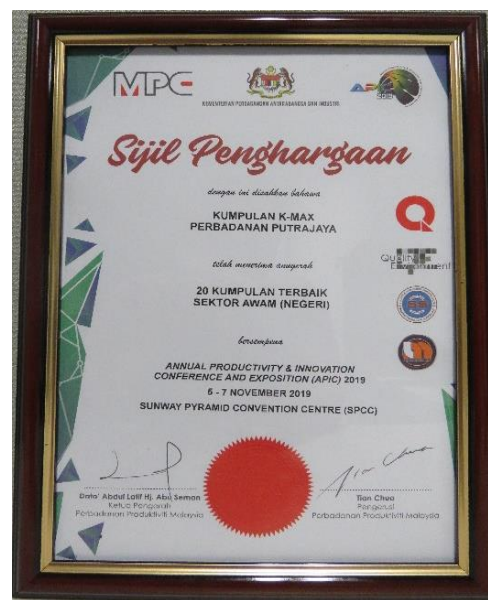 MPC
KEMENTERIAN PERDAGANGAN ANTARABANGSA DAN INDUSTRI
2019
Sijil Penghargaan
dengan ini disahkan bahawa
KUMPULAN K-MAX
PERBADANAN PUTRAJAYA
telah menerima anugerah
20 KUMPULAN TERBAIK
SEKTOR AWAM (NEGERI)
bersempena
ANNUAL PRODUCTIVITY & INNOVATION
CONFERENCE AND EXPOSITION (APIC) 2019
5 - 7 NOVEMBER 2019
SUNWAY PYRAMID CONVENTION CENTRE (SPCC)
Dato' Abdul Latif Hj. Abu Seman
Ketua Pengarah
Perbadanan Produktiviti Malaysia
Tian Chua
Pengerusi
Perbadanan Produktiviti Malaysia